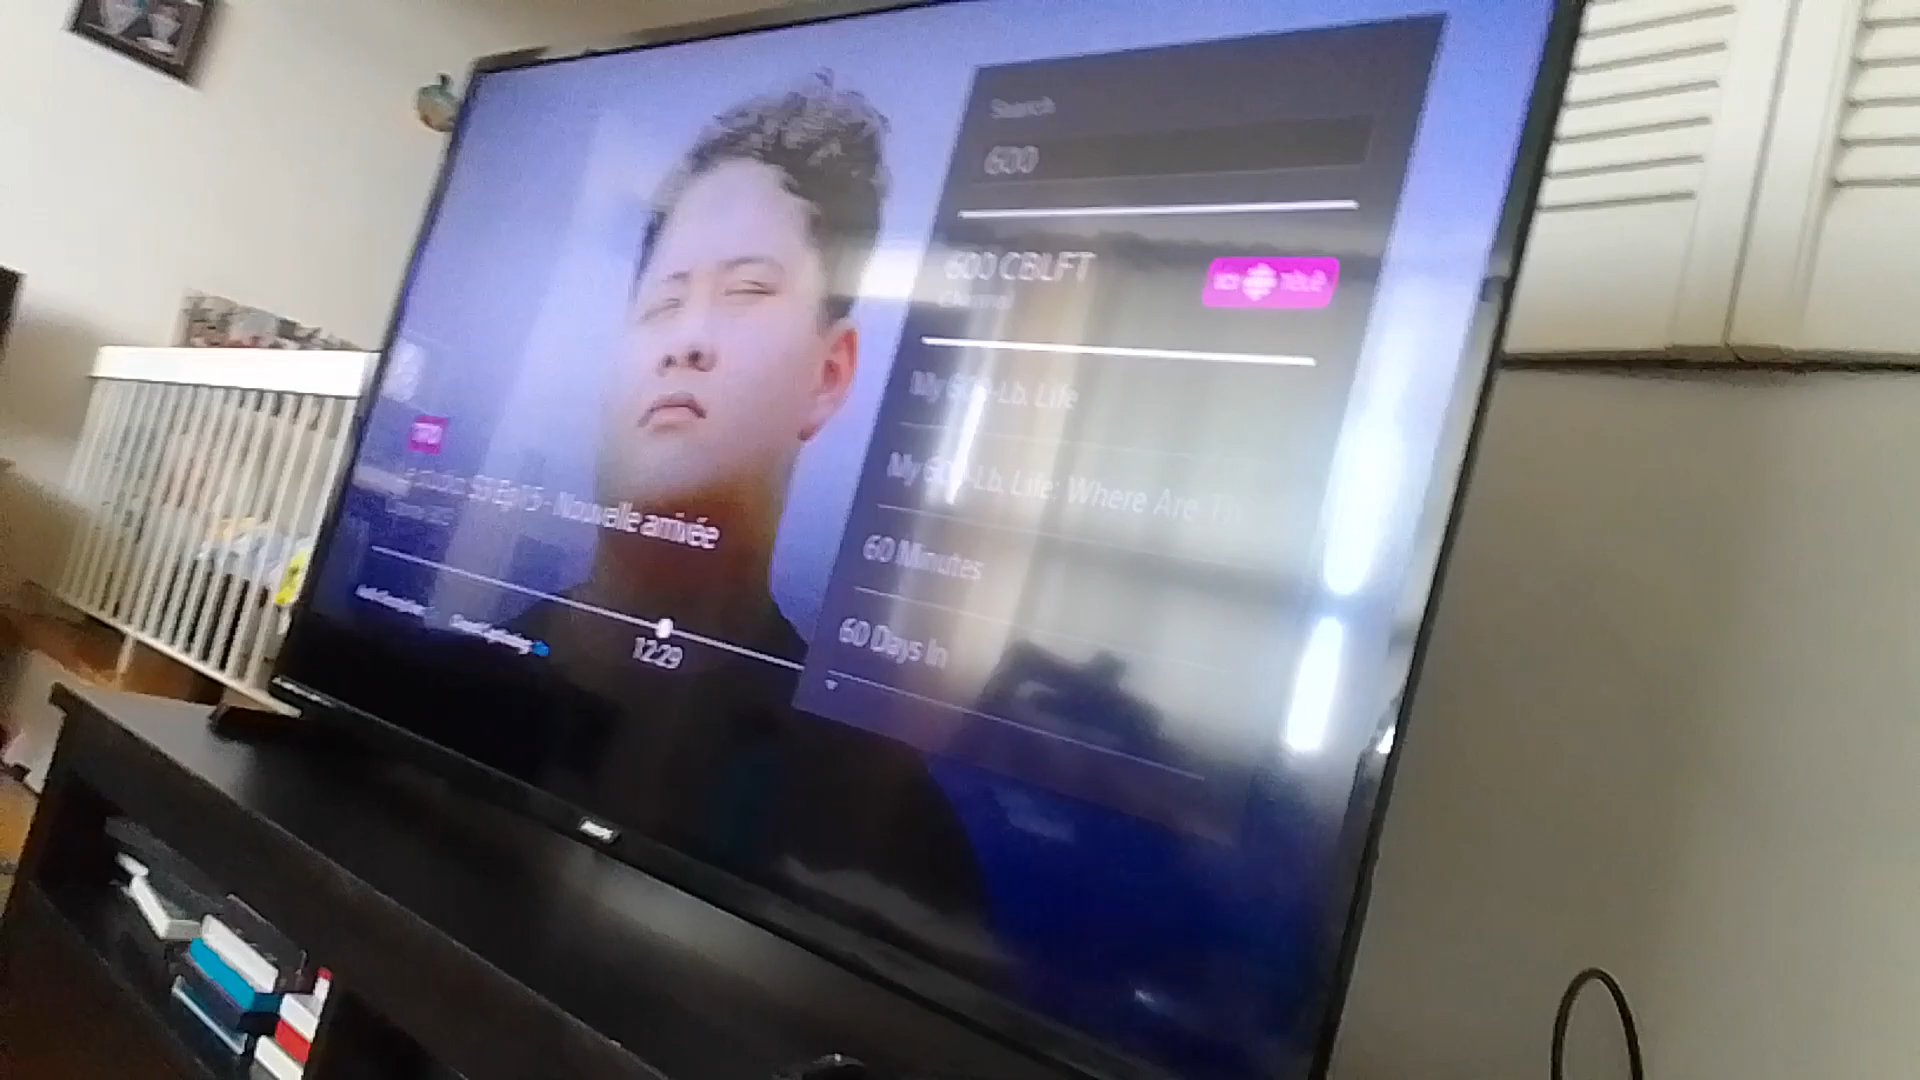 Search
600
600 CBLFT
Channel
ICI TÉLÉ
My 600-Lb. Life
My 600-Lb. Life: Where Are Th
60 Minutes
60 Days In
S3 Ep15 - Nouvelle arrivée
12:29